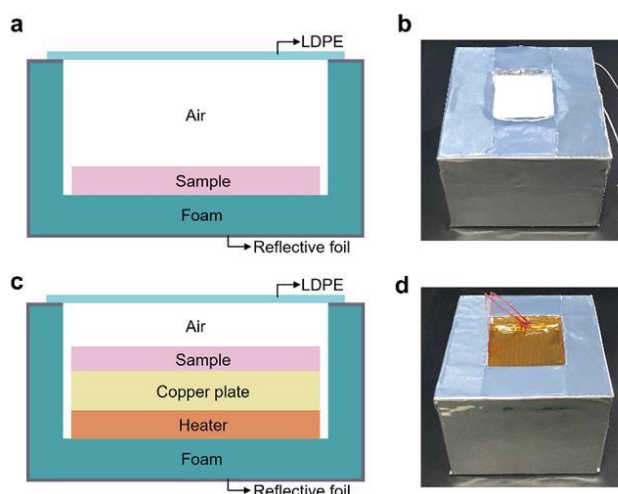 a
LDPE
Air
Sample
Foam
Reflective foil
b
c
LDPE
Air
Sample
Copper plate
Heater
Foam
Reflective foil
d